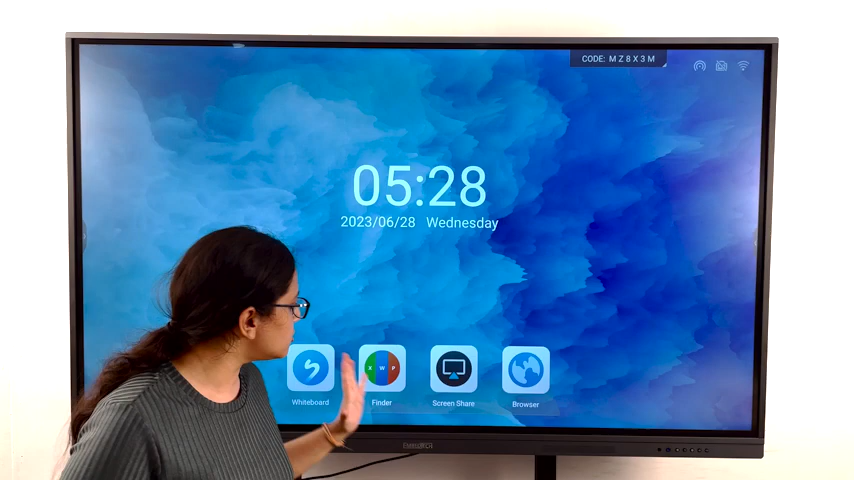 CODE: M Z 8 X 3 M
05:28
2023/06/28 Wednesday
X W P
Whiteboard Finder Screen Share Browser